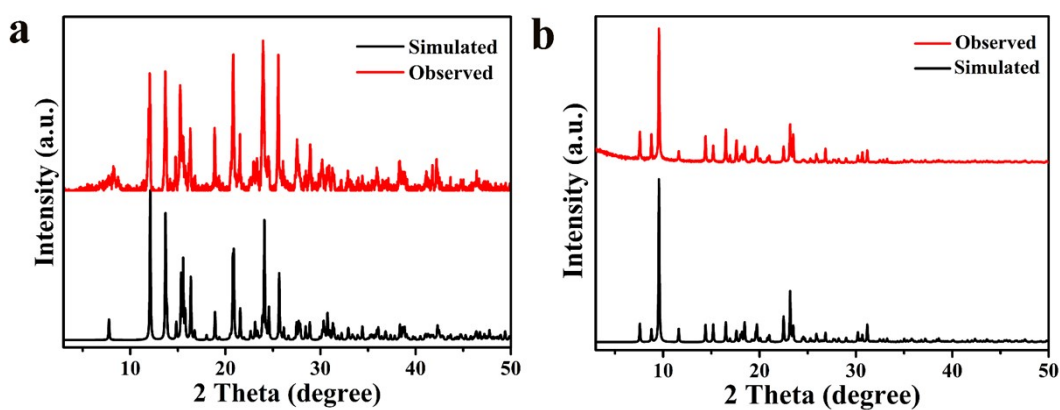 a
Simulated
Observed
Intensity (a.u.)
10 20 30 40 50
2 Theta (degree)
b
Observed
Simulated
Intensity (a.u.)
10 20 30 40 50
2 Theta (degree)